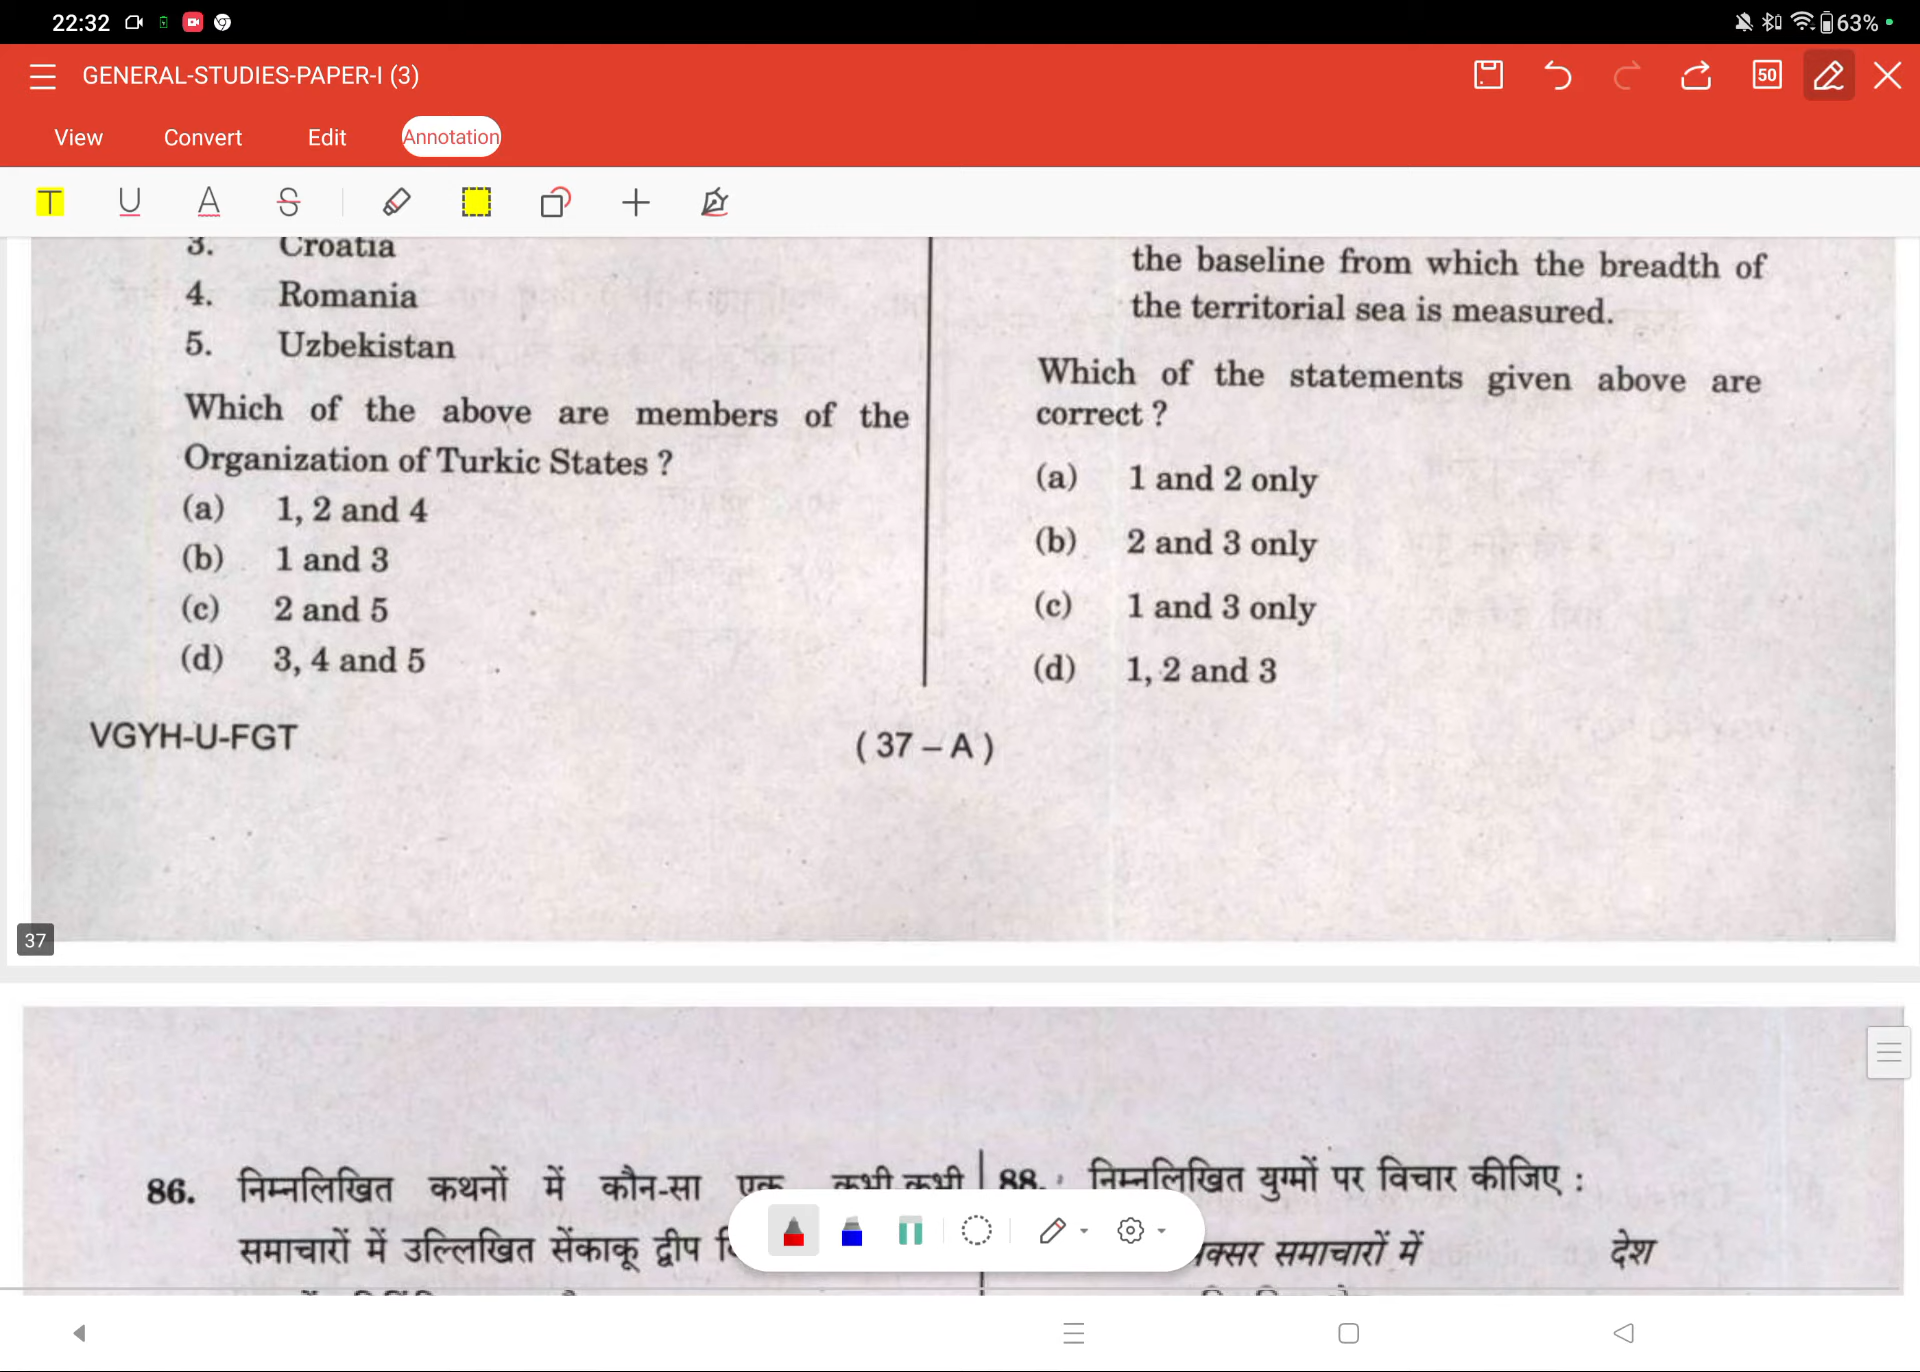 22:32
63%
GENERAL-STUDIES-PAPER-I (3)
50
View Convert Edit Annotation
T U A S
3. Croatia
4. Romania
5. Uzbekistan
Which of the above are members of the
Organization of Turkic States ?
(a) 1, 2 and 4
(b) 1 and 3
(c) 2 and 5
(d) 3, 4 and 5
the baseline from which the breadth of
the territorial sea is measured.
Which of the statements given above are
correct ?
(a) 1 and 2 only
(b) 2 and 3 only
(c) 1 and 3 only
(d) 1, 2 and 3
VGYH-U-FGT
( 37 – A )
37
86. निम्नलिखित कथनों में कौन-सा एक कभी कभी
समाचारों में उल्लिखित सेंकाकू द्वीप
88. निम्नलिखित युग्मों पर विचार कीजिए :
समाचारों में देश